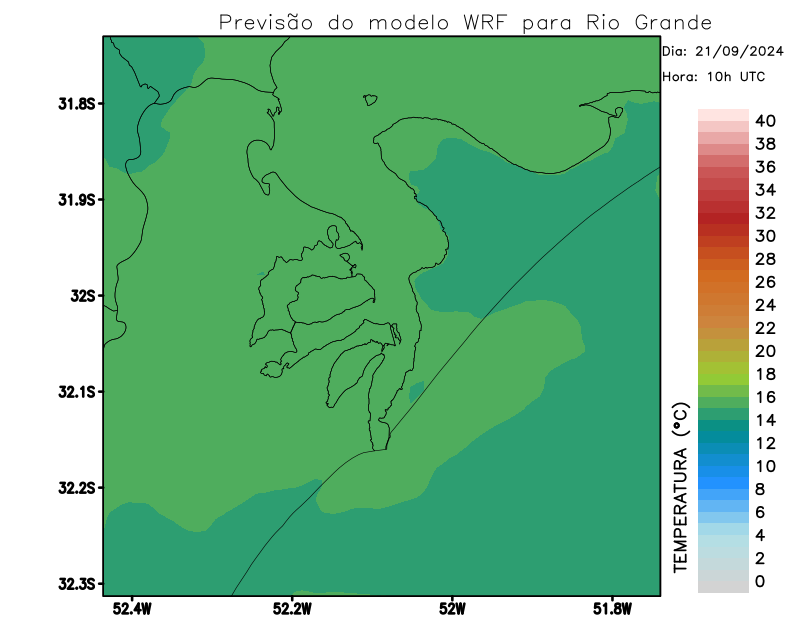 Previsão do modelo WRF para Rio Grande
Dia: 21/09/2024
Hora: 10h UTC
31.8S
31.9S
32S
32.1S
32.2S
32.3S
52.4W
52.2W
52W
51.8W
TEMPERATURA (°C)
40
38
36
34
32
30
28
26
24
22
20
18
16
14
12
10
8
6
4
2
0